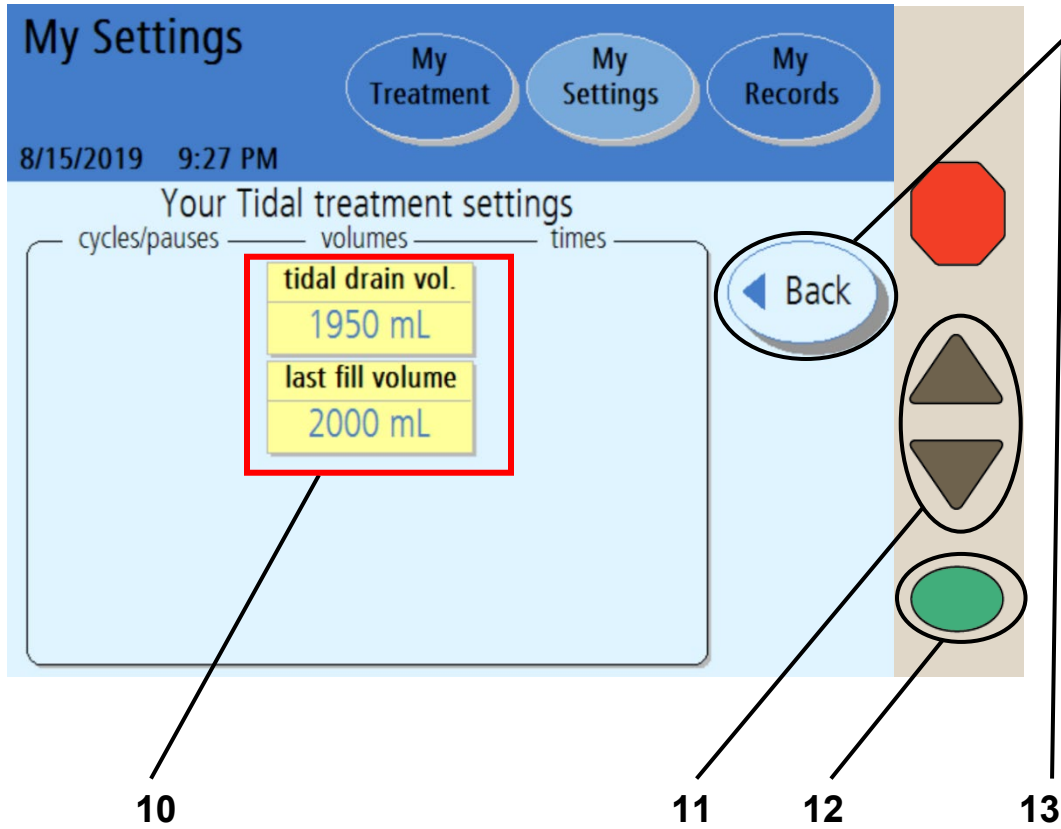 My Settings
My
Treatment
My
Settings
My
Records
8/15/2019 9:27 PM
Your Tidal treatment settings
cycles/pauses volumes times
tidal drain vol.
1950 mL
last fill volume
2000 mL
Back
10 11 12 13